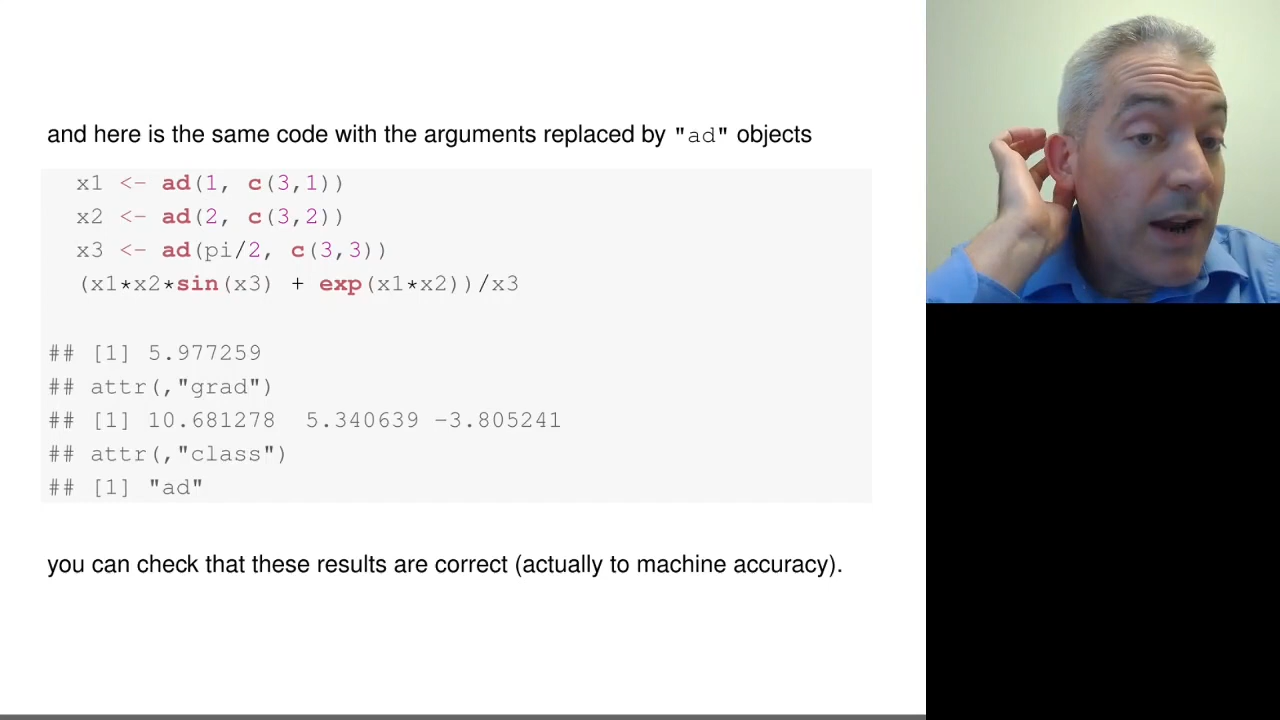 and here is the same code with the arguments replaced by "ad" objects
x1 <- ad(1, c(3,1))
x2 <- ad(2, c(3,2))
x3 <- ad(pi/2, c(3,3))
(x1*x2*sin(x3) + exp(x1*x2))/x3
## [1] 5.977259
## attr(,"grad")
## [1] 10.681278  5.340639 -3.805241
## attr(,"class")
## [1] "ad"
you can check that these results are correct (actually to machine accuracy).